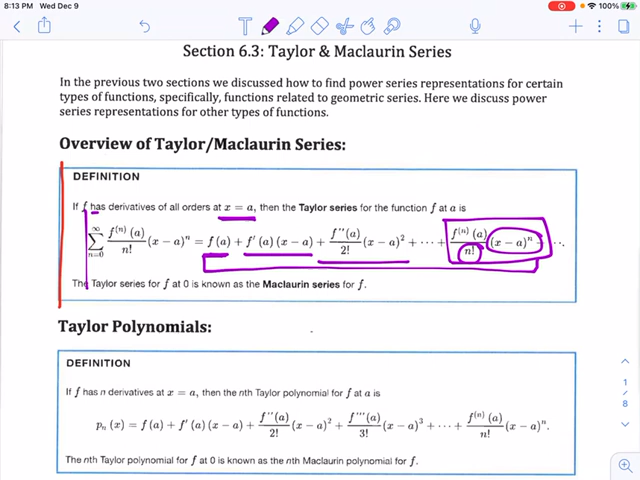 8:13 PM Wed Dec 9
100%
Section 6.3: Taylor & Maclaurin Series
In the previous two sections we discussed how to find power series representations for certain
types of functions, specifically, functions related to geometric series. Here we discuss power
series representations for other types of functions.
Overview of Taylor/Maclaurin Series:
DEFINITION
If f has derivatives of all orders at x = a, then the Taylor series for the function f at a is
∑_{n=0}^{∞} f⁽ⁿ⁾(a)/n! (x − a)ⁿ = f(a) + f′(a)(x − a) + f″(a)/2! (x − a)² + ⋯ + f⁽ⁿ⁾(a)/n! (x − a)ⁿ + ⋯.
The Taylor series for f at 0 is known as the Maclaurin series for f.
Taylor Polynomials:
DEFINITION
If f has n derivatives at x = a, then the nth Taylor polynomial for f at a is
pₙ(x) = f(a) + f′(a)(x − a) + f″(a)/2! (x − a)² + f‴(a)/3! (x − a)³ + ⋯ + f⁽ⁿ⁾(a)/n! (x − a)ⁿ.
The nth Taylor polynomial for f at 0 is known as the nth Maclaurin polynomial for f.
1
/
8